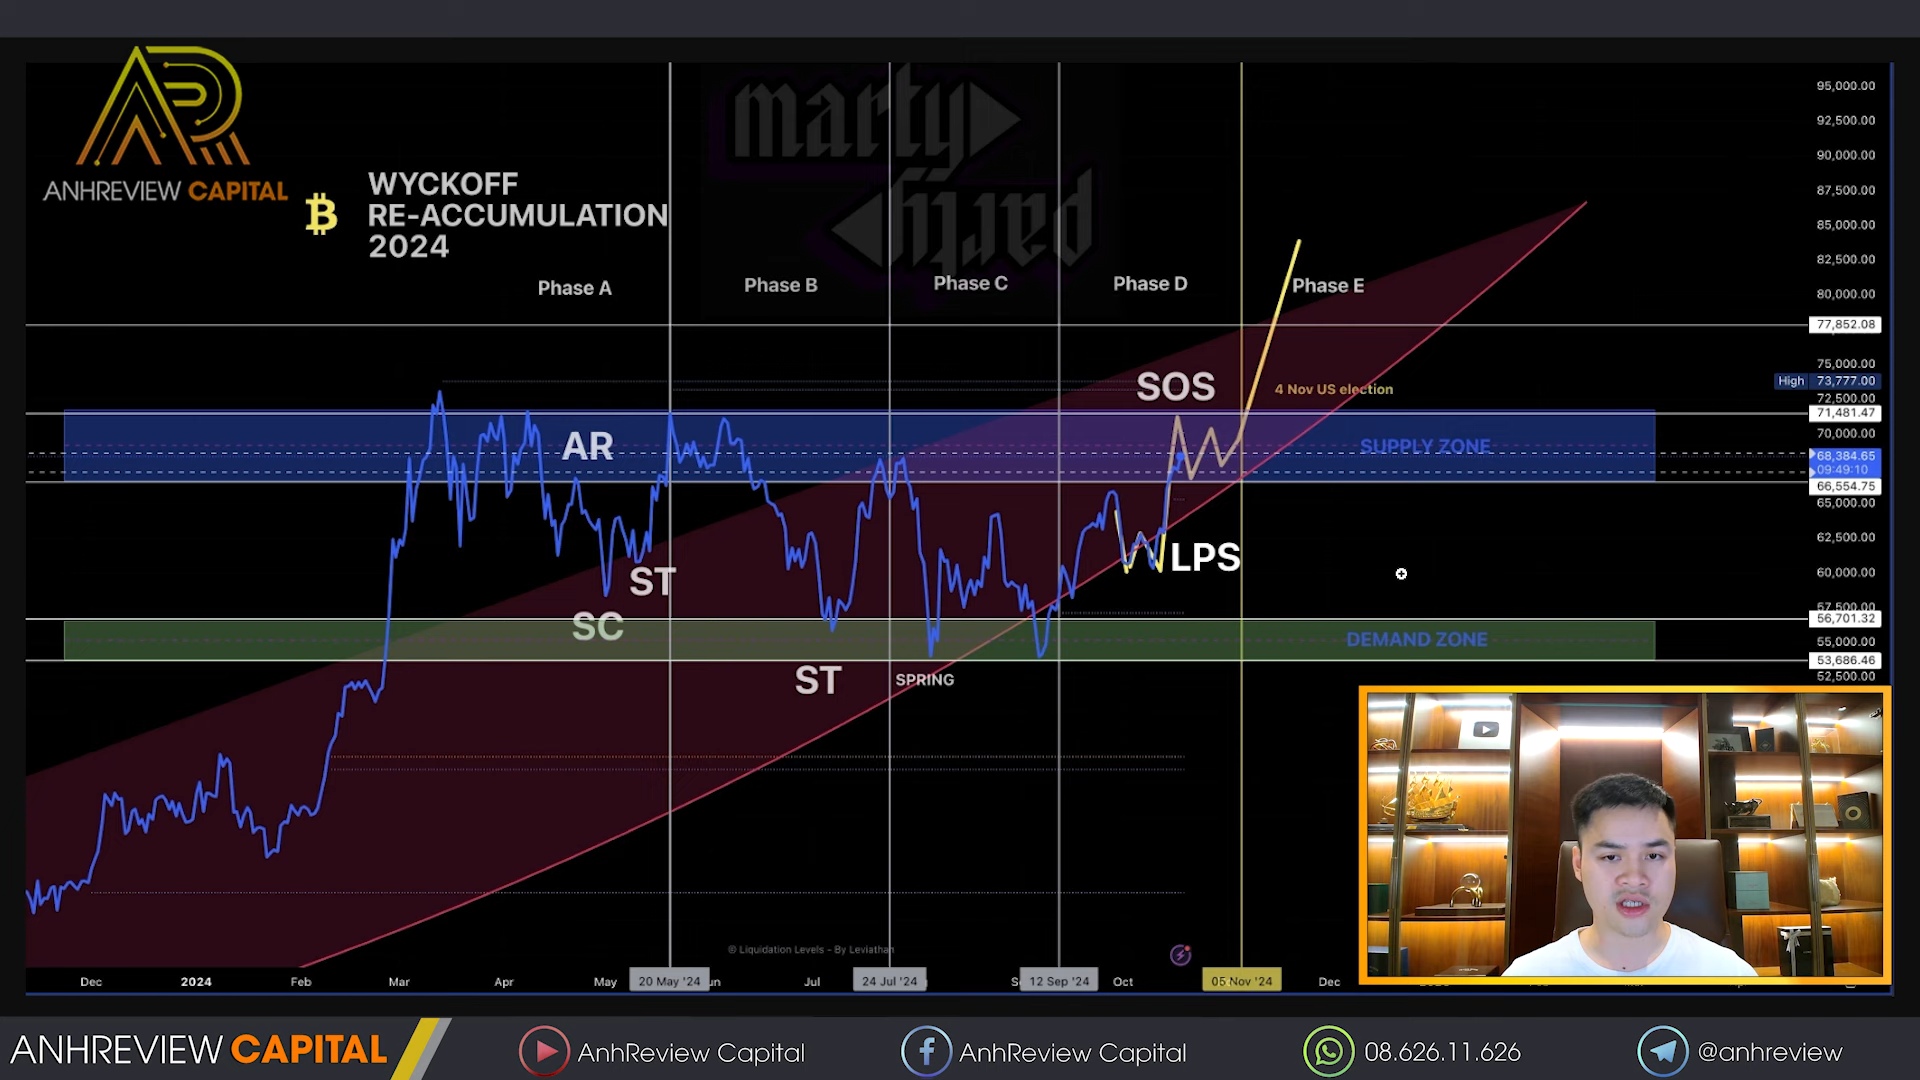 ANHREVIEW CAPITAL
WYCKOFF
RE-ACCUMULATION
2024
marty
party
Phase A
Phase B
Phase C
Phase D
Phase E
SOS
4 Nov US election
AR
SUPPLY ZONE
ST
SC
LPS
DEMAND ZONE
ST
SPRING
95,000.00
92,500.00
90,000.00
87,500.00
85,000.00
82,500.00
80,000.00
77,852.08
75,000.00
High 73,777.00
72,500.00
71,481.47
70,000.00
68,384.65
09:49:10
66,554.75
65,000.00
62,500.00
60,000.00
57,500.00
56,701.32
55,000.00
53,686.46
52,500.00
© Liquidation Levels - By Leviathan
Dec 2024 Feb Mar Apr May 20 May '24 Jul 24 Jul '24 12 Sep '24 Oct 05 Nov '24 Dec
ANHREVIEW CAPITAL
AnhReview Capital
AnhReview Capital
08.626.11.626
@anhreview